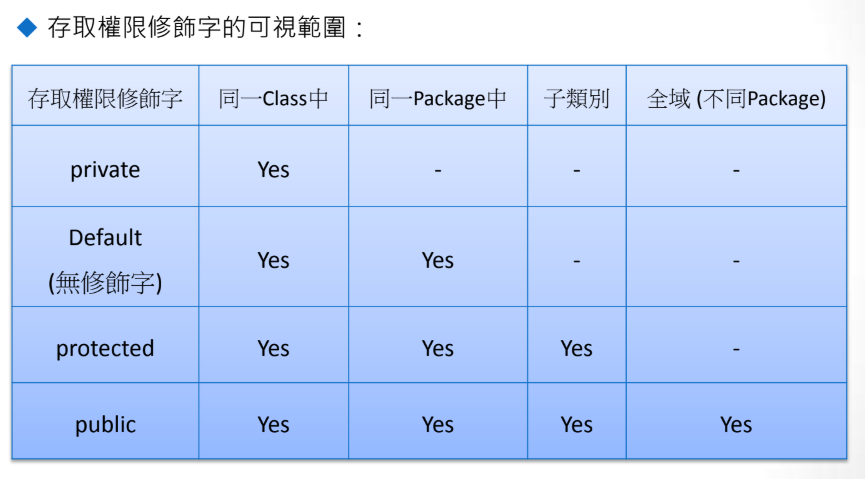 ◆ 存取權限修飾字的可視範圍：
存取權限修飾字 同一Class中 同一Package中 子類別 全域 (不同Package)
private Yes - - -
Default
(無修飾字) Yes Yes - -
protected Yes Yes Yes -
public Yes Yes Yes Yes